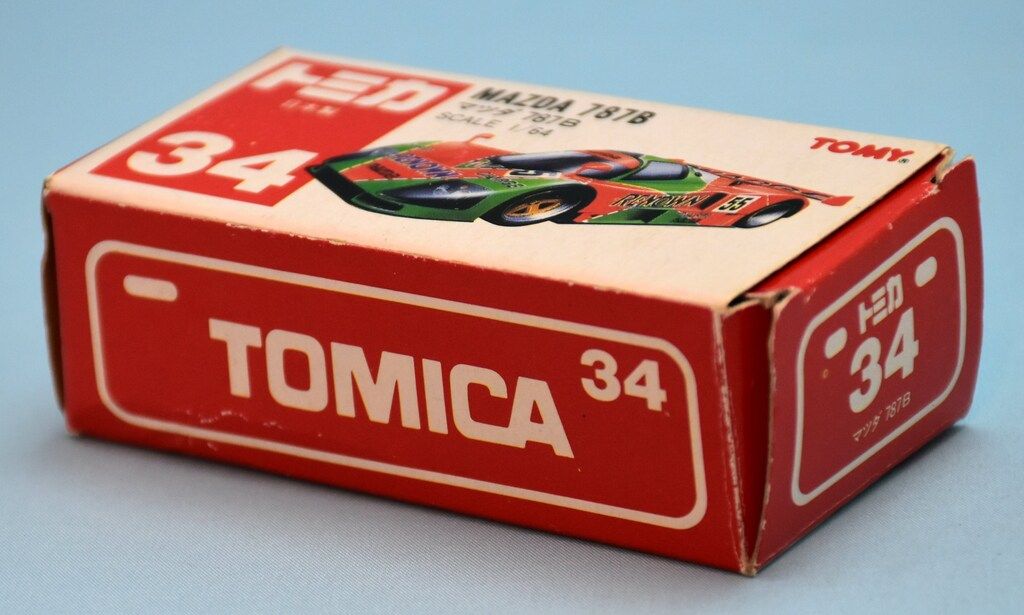 トミカ
日本製
34
MAZDA 787B
マツダ 787B
SCALE 1/64
TOMY
55
TOMICA 34
トミカ
34
マツダ 787B